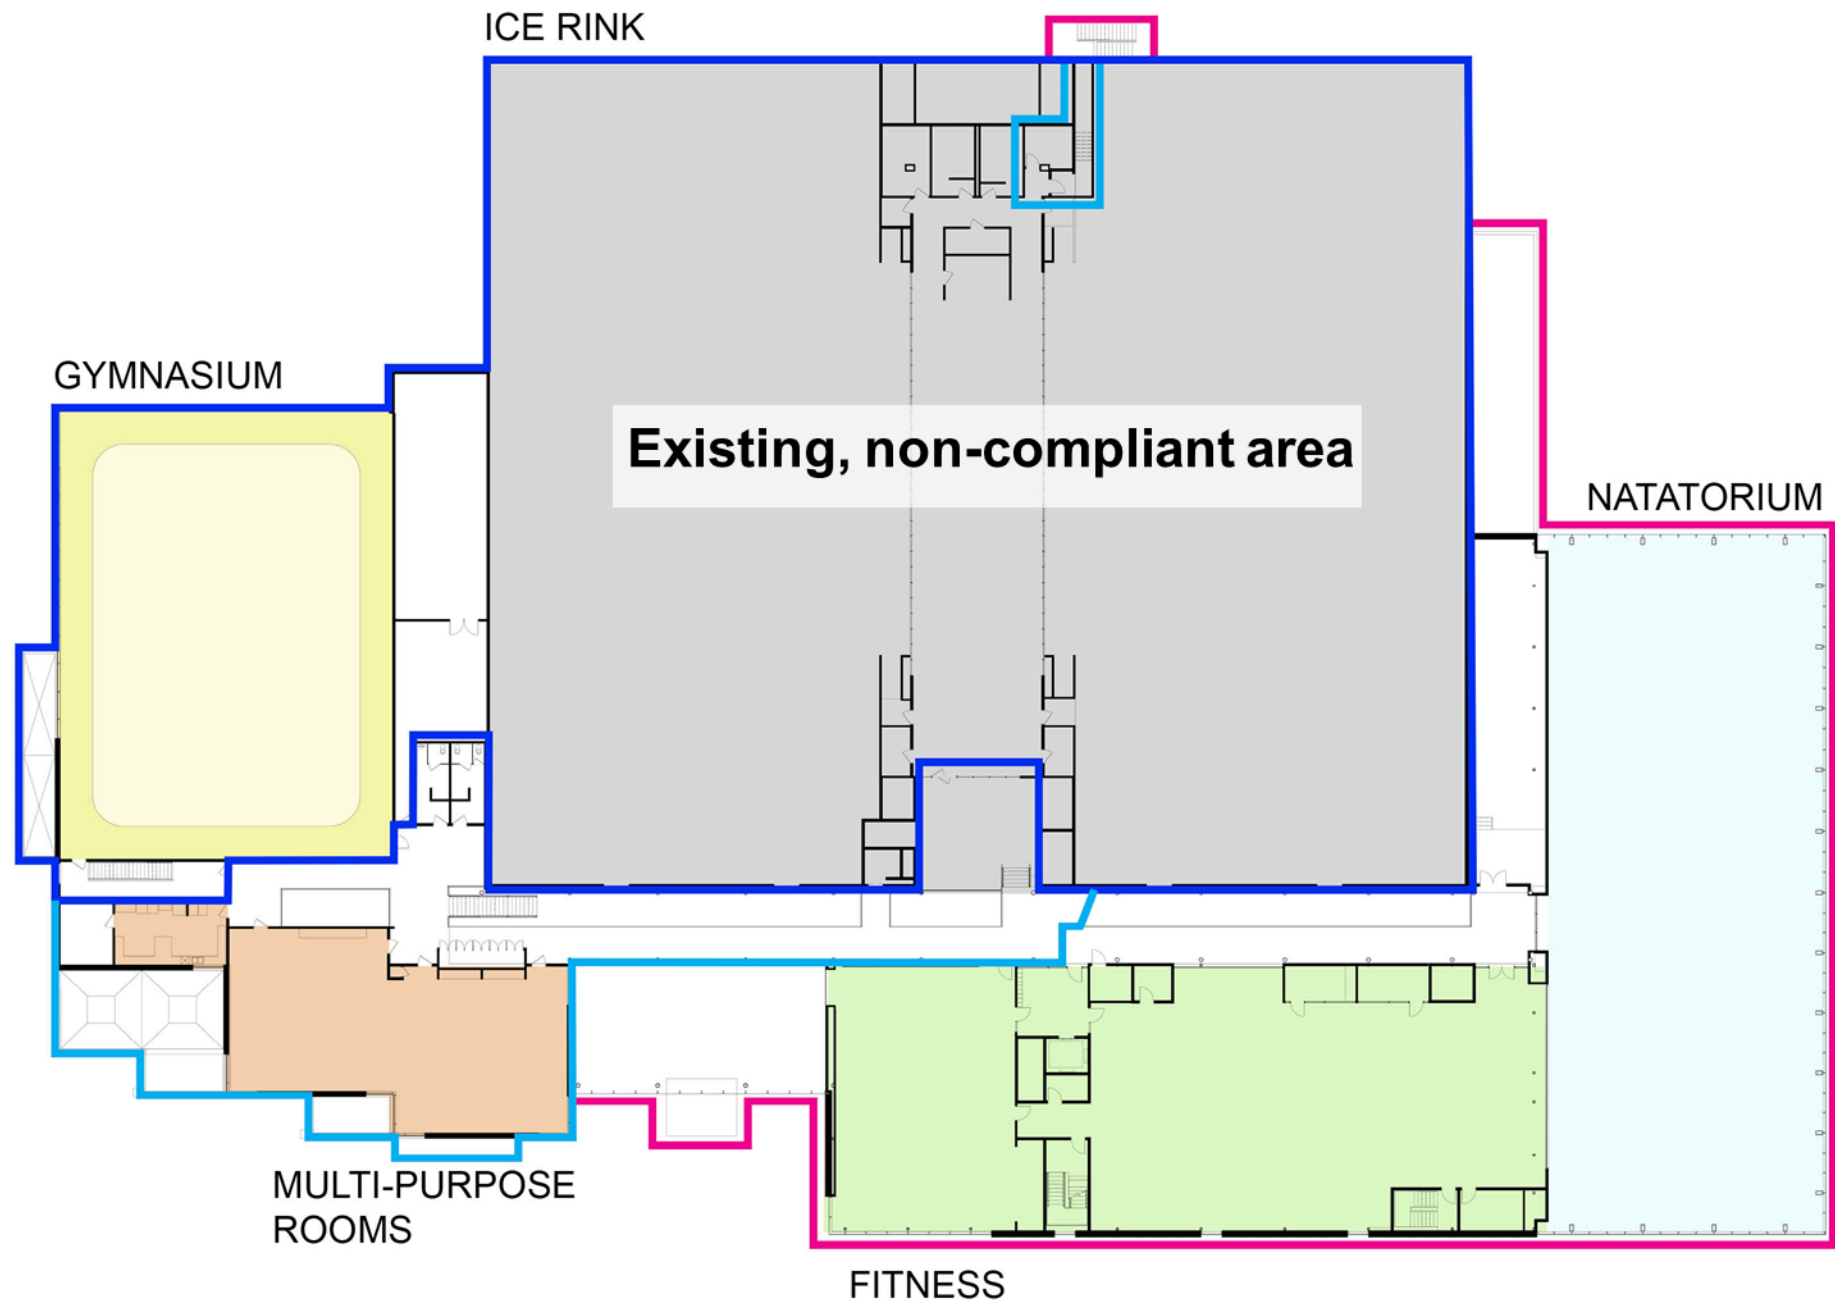 ICE RINK
GYMNASIUM
Existing, non-compliant area
NATATORIUM
MULTI-PURPOSE
ROOMS
FITNESS